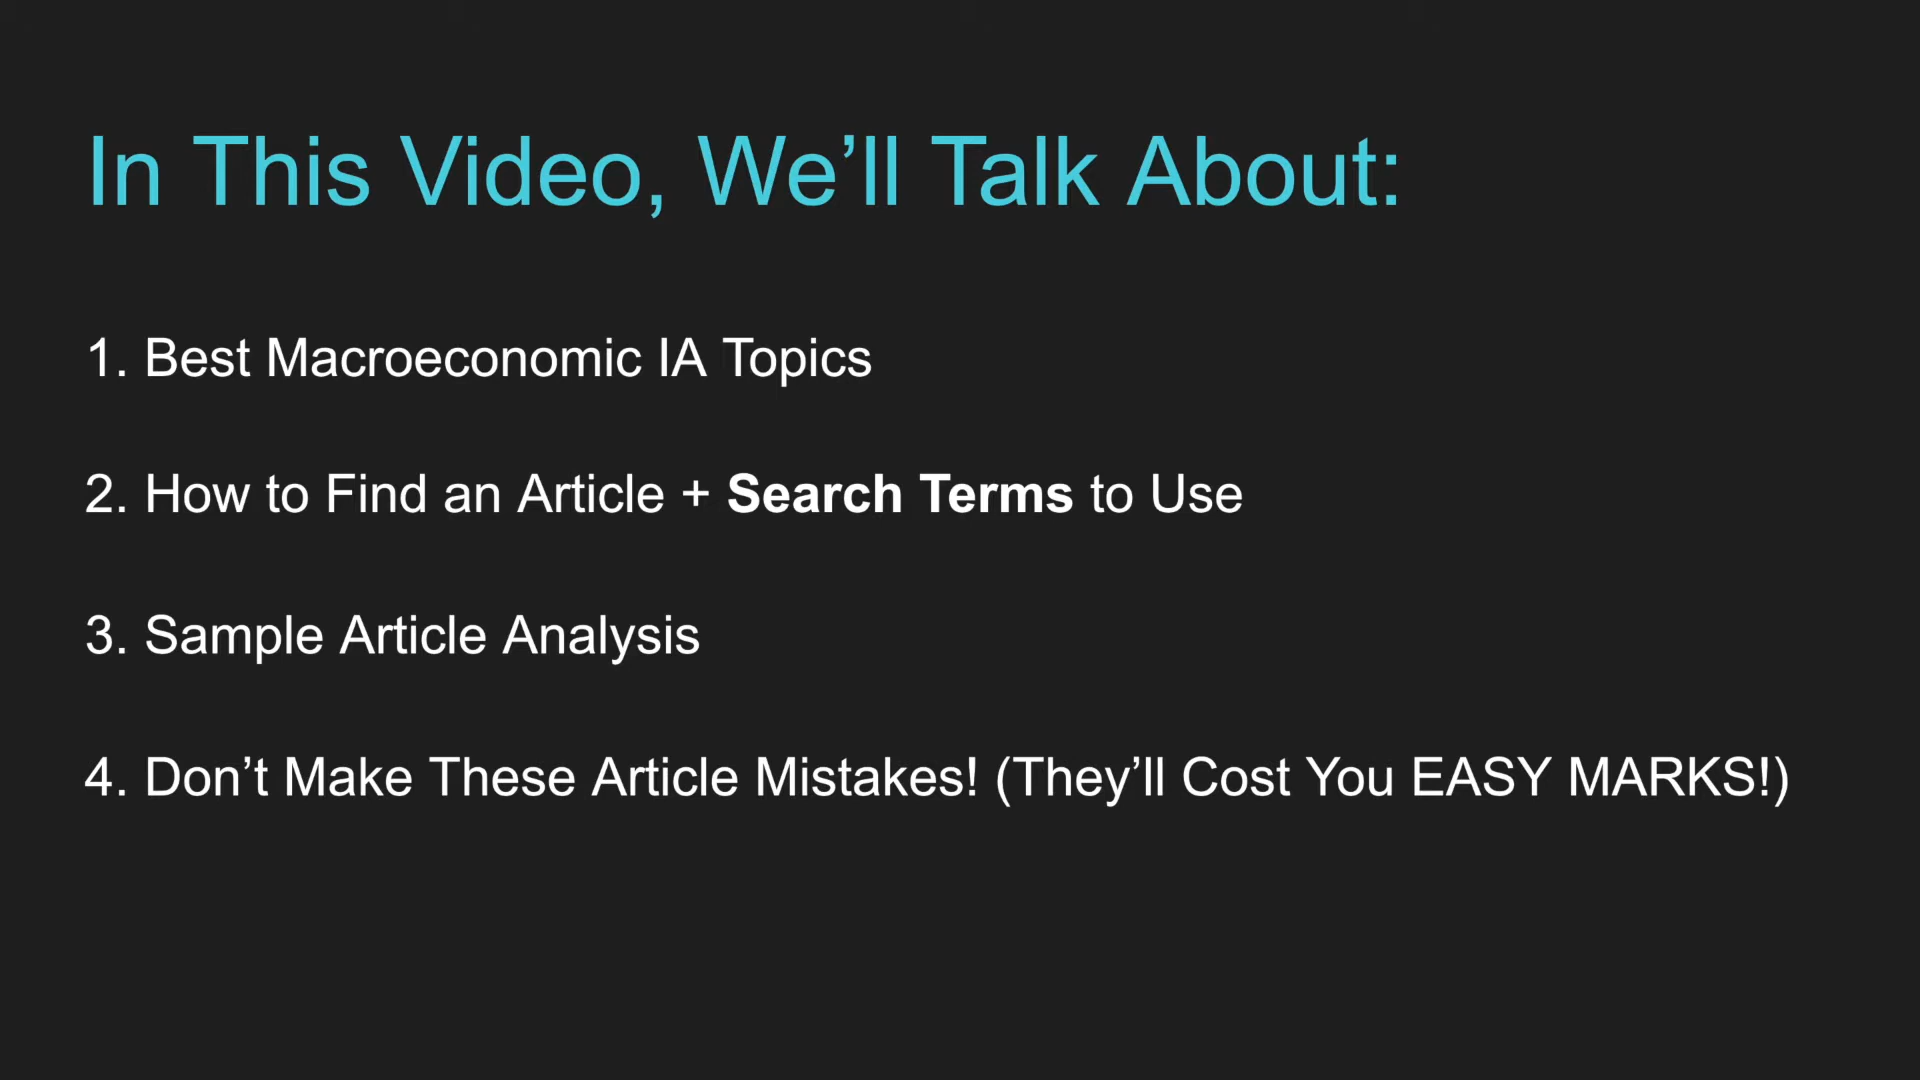 In This Video, We’ll Talk About:
1. Best Macroeconomic IA Topics
2. How to Find an Article + Search Terms to Use
3. Sample Article Analysis
4. Don’t Make These Article Mistakes! (They’ll Cost You EASY MARKS!)